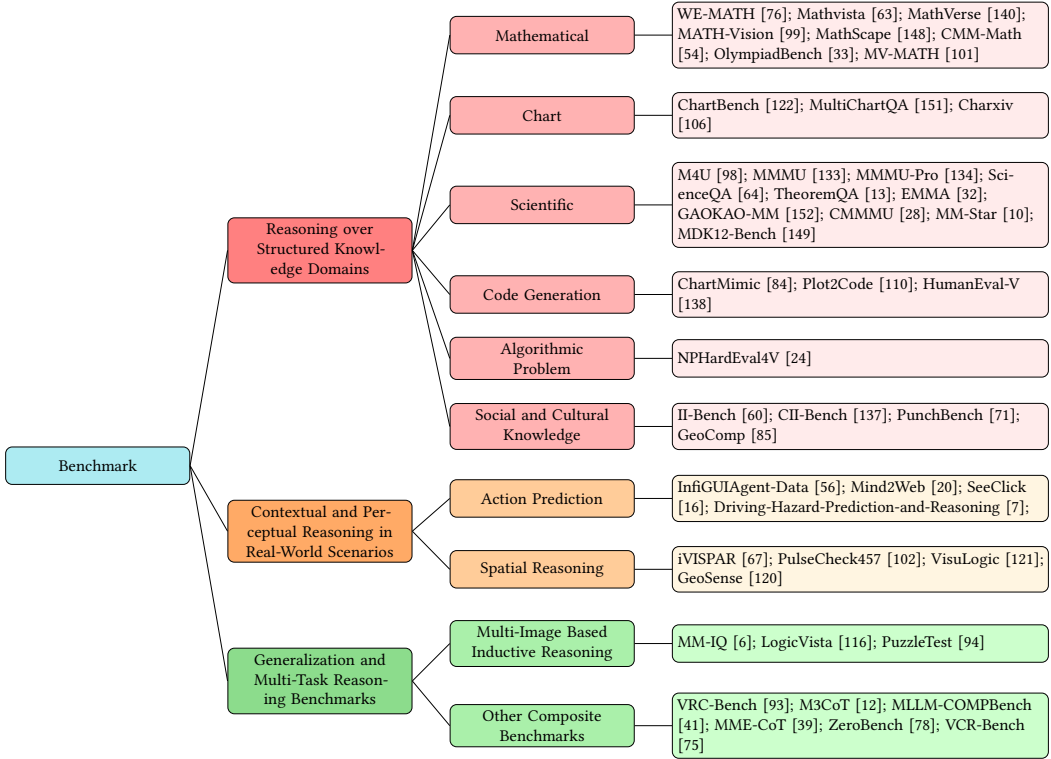 Benchmark
Reasoning over
Structured Knowl-
edge Domains
Mathematical
WE-MATH [76]; Mathvista [63]; MathVerse [140];
MATH-Vision [99]; MathScape [148]; CMM-Math
[54]; OlympiadBench [33]; MV-MATH [101]
Chart
ChartBench [122]; MultiChartQA [151]; Charxiv
[106]
Scientific
M4U [98]; MMMU [133]; MMMU-Pro [134]; Sci-
enceQA [64]; TheoremQA [13]; EMMA [32];
GAOKAO-MM [152]; CMMMU [28]; MM-Star [10];
MDK12-Bench [149]
Code Generation
ChartMimic [84]; Plot2Code [110]; HumanEval-V
[138]
Algorithmic
Problem
NPHardEval4V [24]
Social and Cultural
Knowledge
II-Bench [60]; CII-Bench [137]; PunchBench [71];
GeoComp [85]
Contextual and Per-
ceptual Reasoning in
Real-World Scenarios
Action Prediction
InfiGUIAgent-Data [56]; Mind2Web [20]; SeeClick
[16]; Driving-Hazard-Prediction-and-Reasoning [7];
Spatial Reasoning
iVISPAR [67]; PulseCheck457 [102]; VisuLogic [121];
GeoSense [120]
Generalization and
Multi-Task Reason-
ing Benchmarks
Multi-Image Based
Inductive Reasoning
MM-IQ [6]; LogicVista [116]; PuzzleTest [94]
Other Composite
Benchmarks
VRC-Bench [93]; M3CoT [12]; MLLM-COMPBench
[41]; MME-CoT [39]; ZeroBench [78]; VCR-Bench
[75]